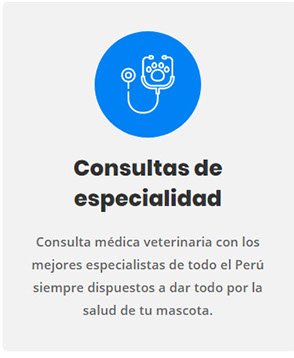 Consultas de
especialidad
Consulta médica veterinaria con los
mejores especialistas de todo el Perú
siempre dispuestos a dar todo por la
salud de tu mascota.